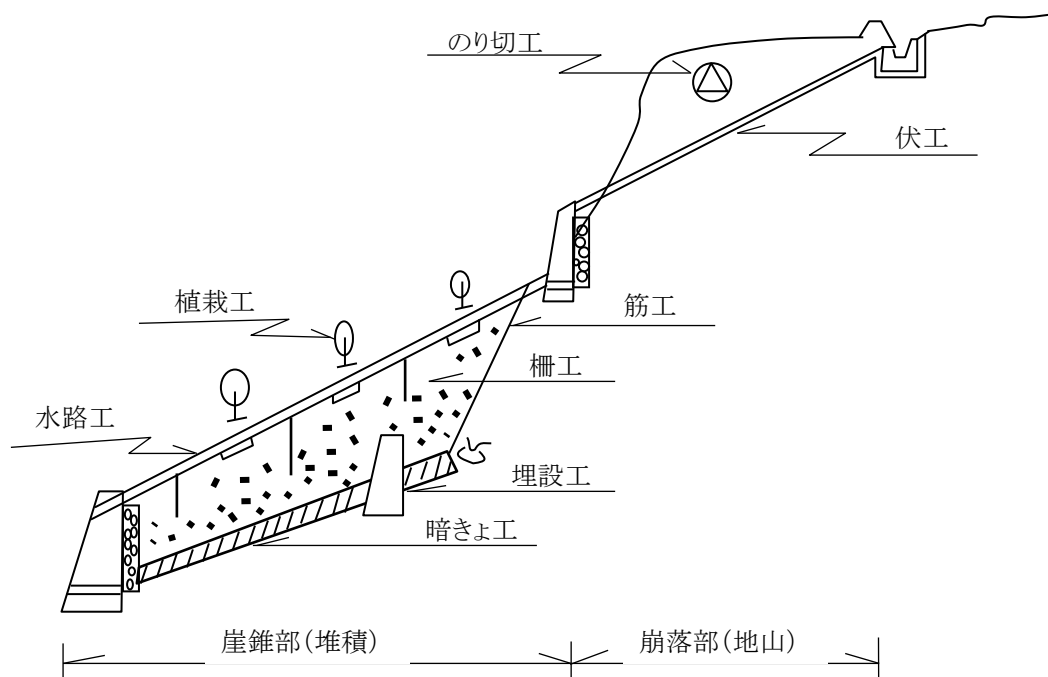 のり切工
伏工
植栽工
筋工
柵工
水路工
埋設工
暗きょ工
崖錐部(堆積)
崩落部(地山)